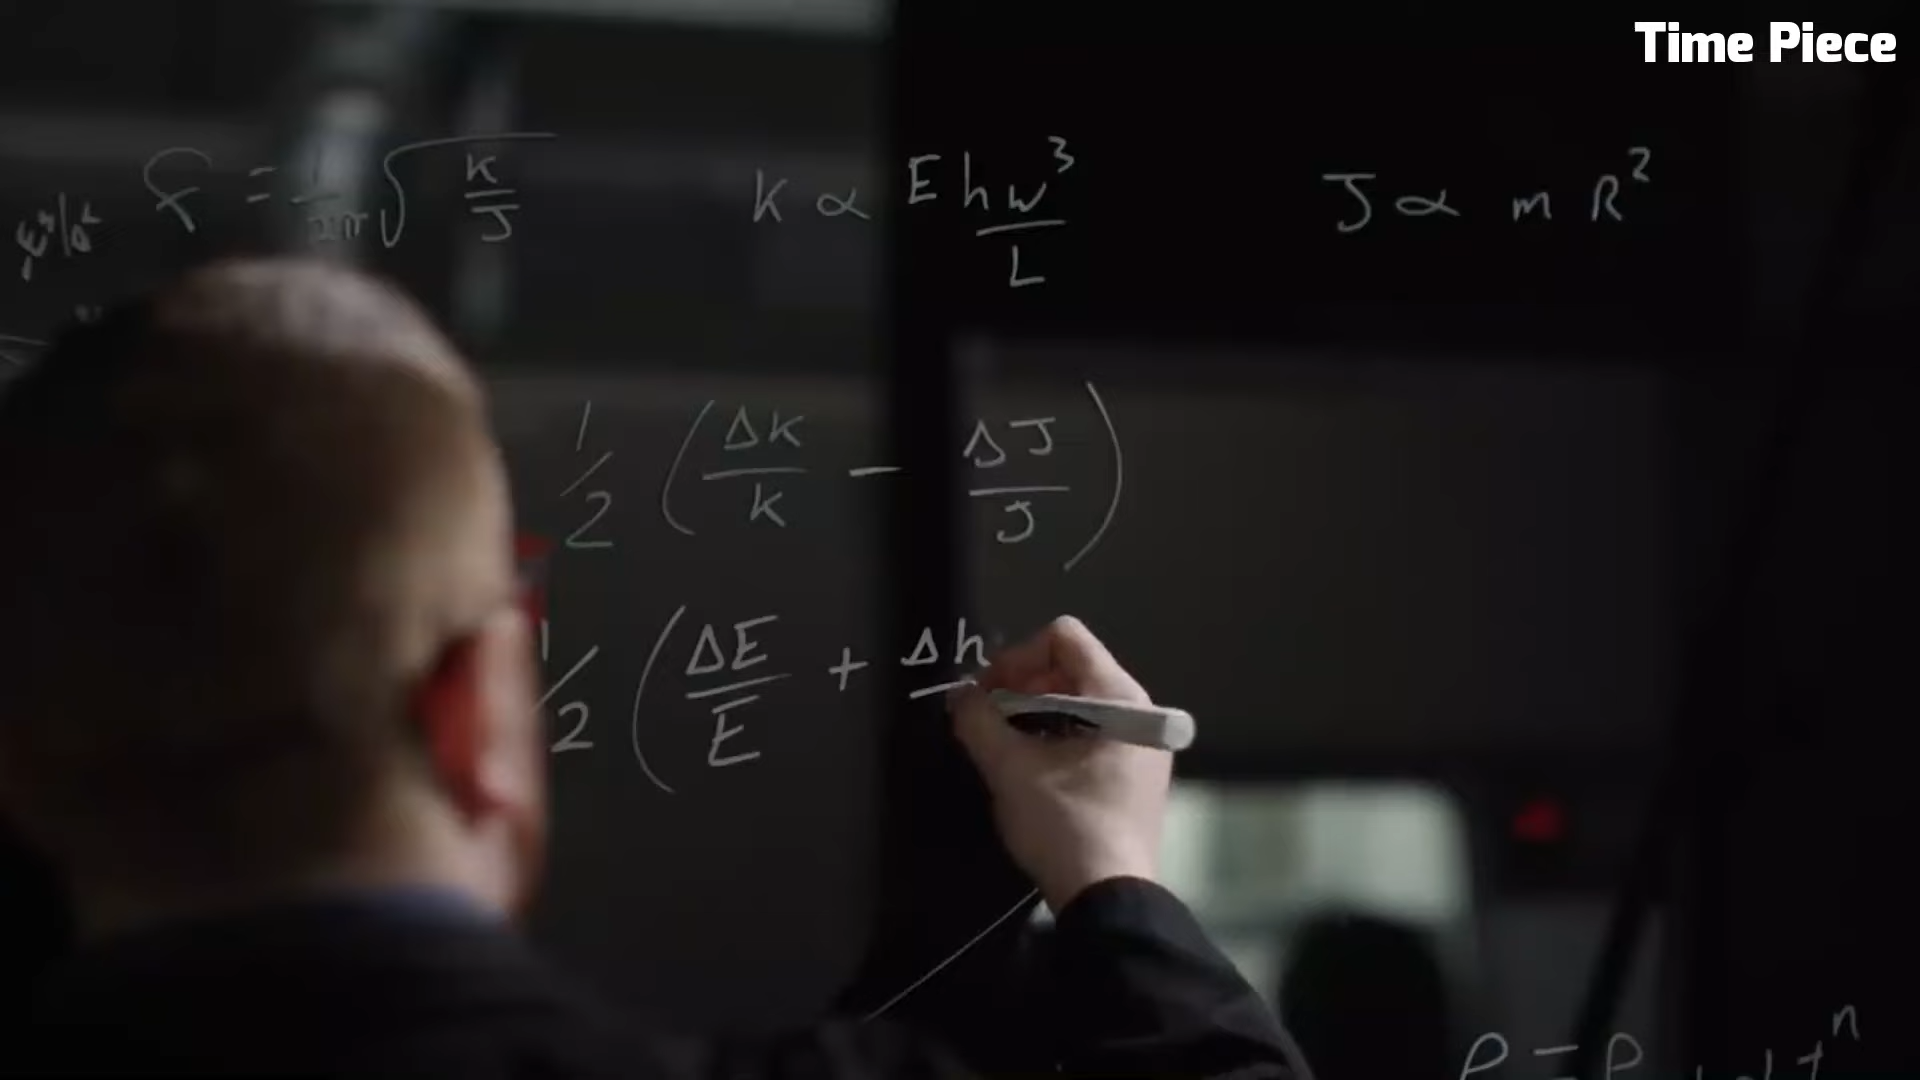 Time Piece
f = 1/2π √(K/J)    K ∝ Ehw³/L    J ∝ mR²
1/2 (ΔK/K − ΔJ/J)
1/2 (ΔE/E + Δh